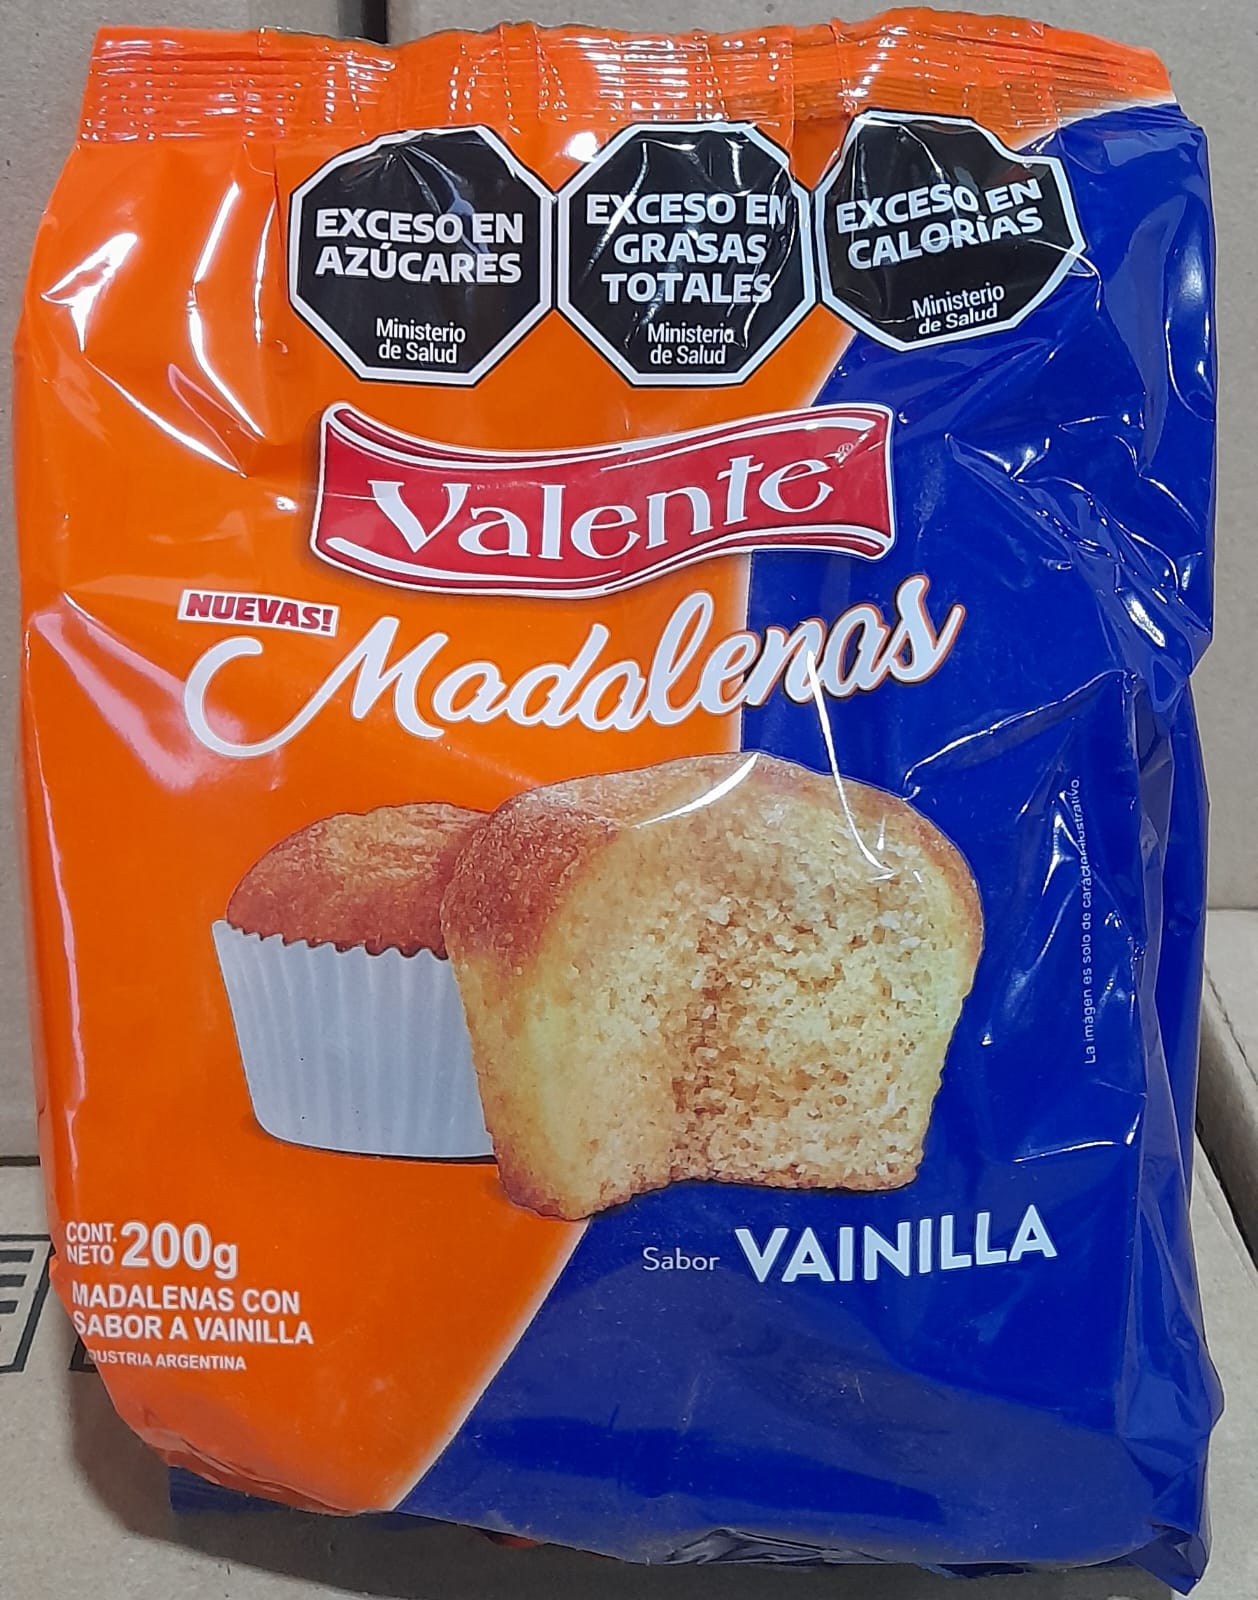 EXCESO EN
AZÚCARES
Ministerio
de Salud
EXCESO EN
GRASAS
TOTALES
Ministerio
de Salud
EXCESO EN
CALORÍAS
Ministerio
de Salud
Valente®
NUEVAS!
Madalenas
La imágen es solo de carácter ilustrativo.
Sabor VAINILLA
CONT.
NETO 200g
MADALENAS CON
SABOR A VAINILLA
DUSTRIA ARGENTINA